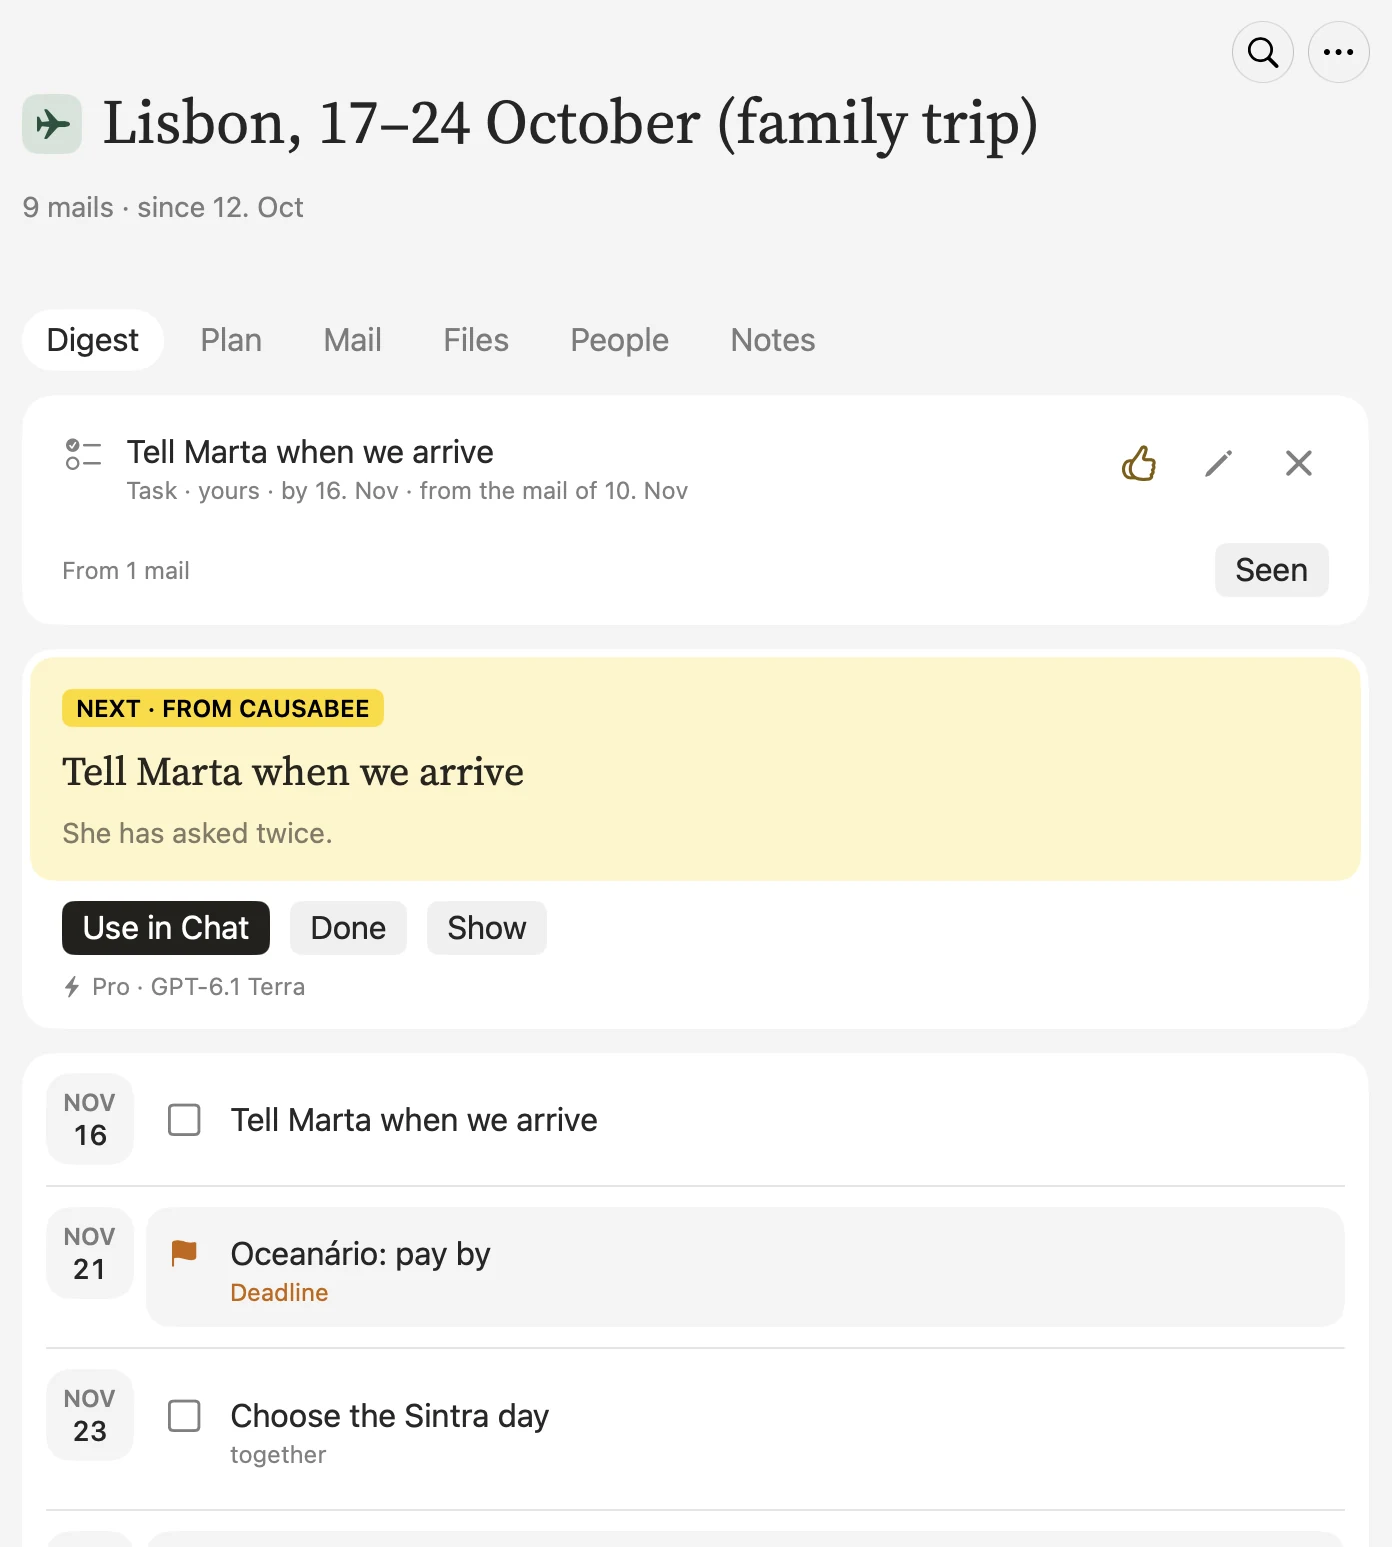 Lisbon, 17–24 October (family trip)
9 mails · since 12. Oct
Digest Plan Mail Files People Notes
Tell Marta when we arrive
Task · yours · by 16. Nov · from the mail of 10. Nov
From 1 mail
Seen
NEXT · FROM CAUSABEE
Tell Marta when we arrive
She has asked twice.
Use in Chat Done Show
Pro · GPT-6.1 Terra
NOV
16
Tell Marta when we arrive
NOV
21
Oceanário: pay by
Deadline
NOV
23
Choose the Sintra day
together